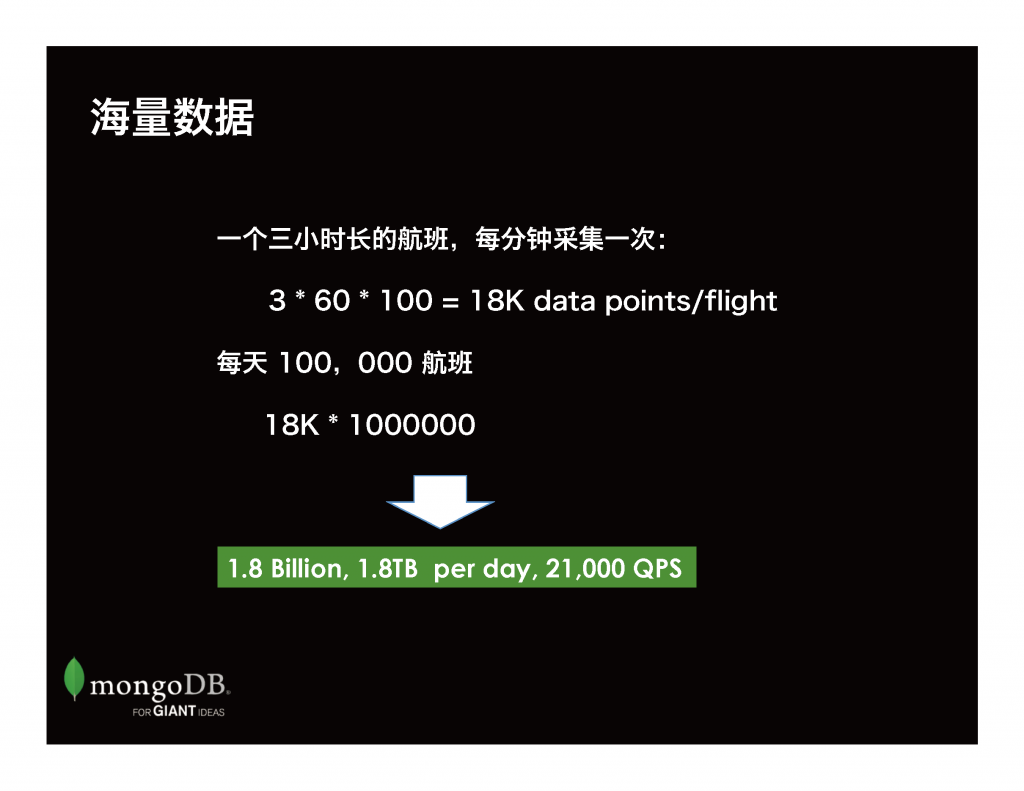 海量数据
一个三小时长的航班，每分钟采集一次：
3 * 60 * 100 = 18K data points/flight
每天 100，000 航班
18K * 1000000
1.8 Billion, 1.8TB  per day, 21,000 QPS
mongoDB®
FOR GIANT IDEAS